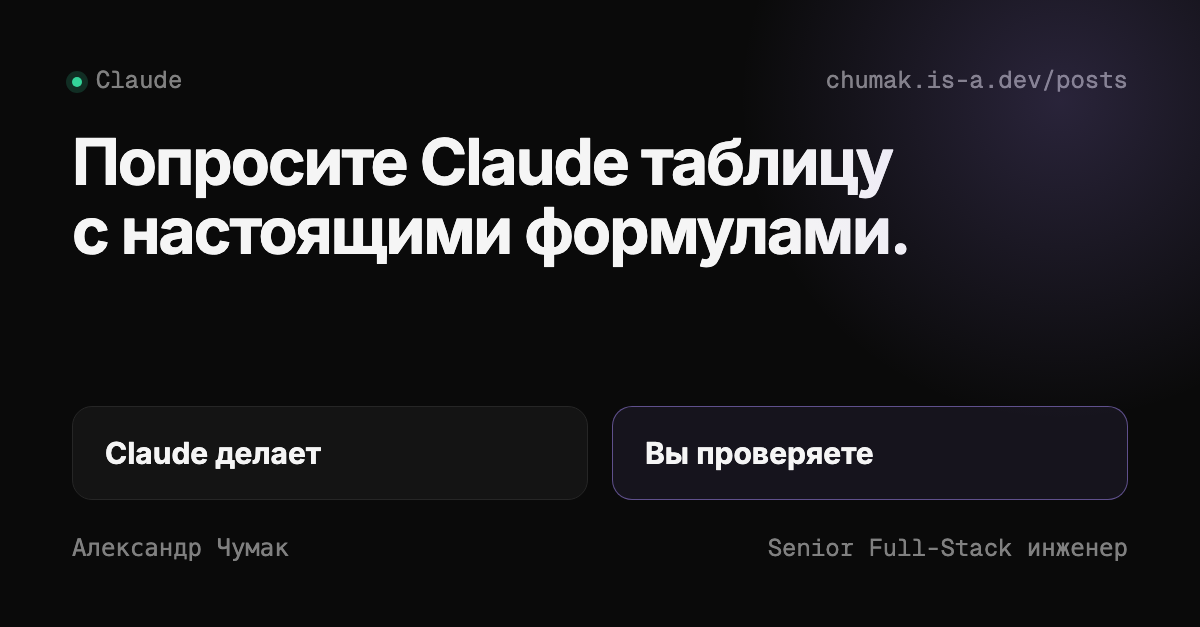 Claude
chumak.is-a.dev/posts
Попросите Claude таблицу
с настоящими формулами.
Claude делает
Вы проверяете
Александр Чумак
Senior Full-Stack инженер